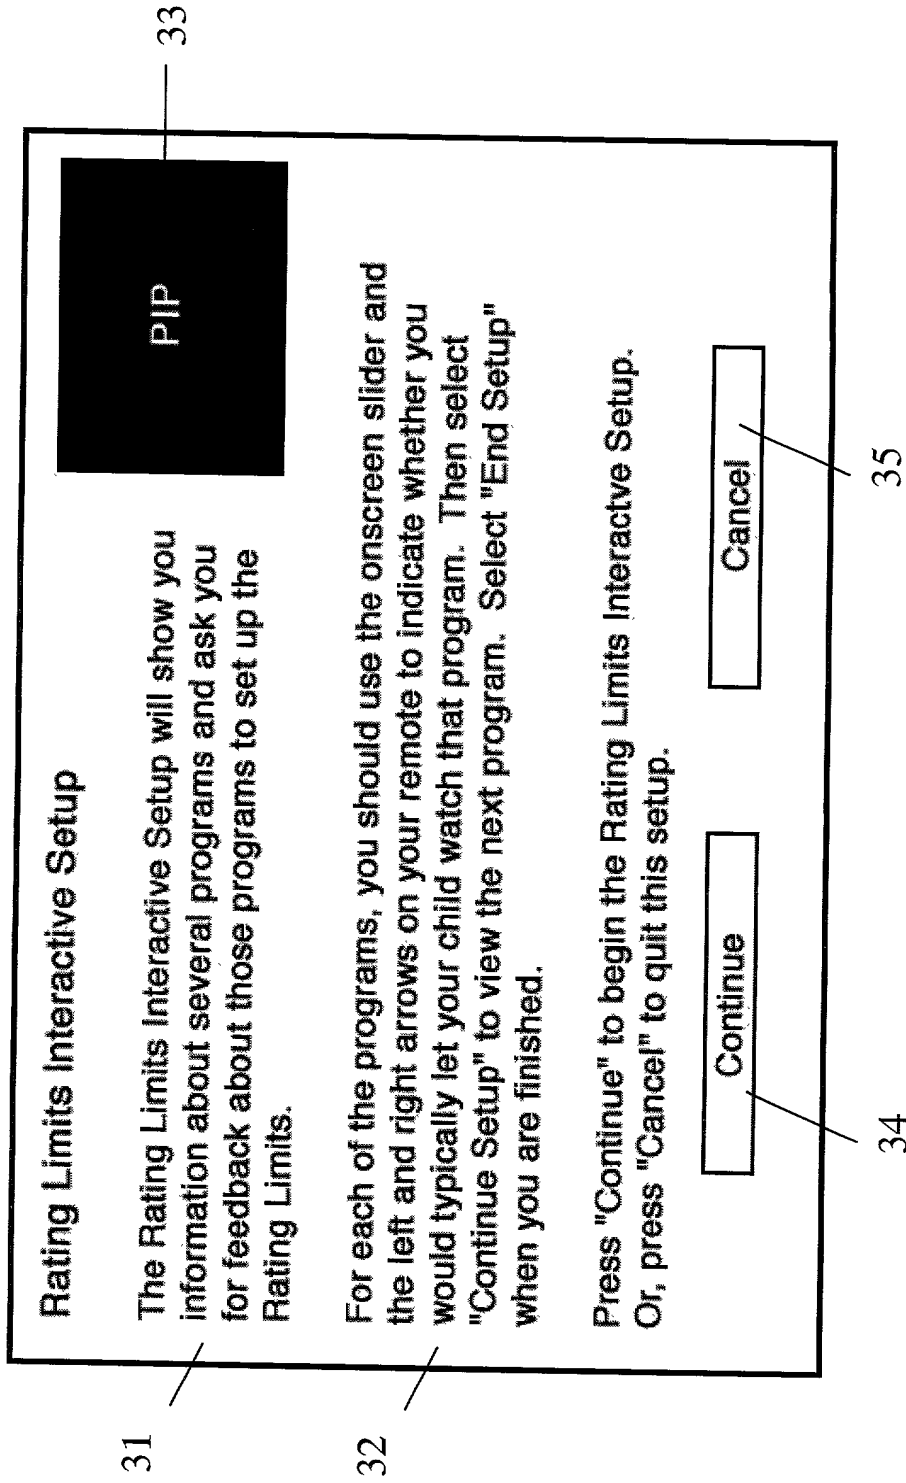 33
Rating Limits Interactive Setup
PIP
31
The Rating Limits Interactive Setup will show you
information about several programs and ask you
for feedback about those programs to set up the
Rating Limits.
32
For each of the programs, you should use the onscreen slider and
the left and right arrows on your remote to indicate whether you
would typically let your child watch that program.  Then select
"Continue Setup" to view the next program.  Select "End Setup"
when you are finished.
Press "Continue" to begin the Rating Limits Interactve Setup.
Or, press "Cancel" to quit this setup.
Continue
Cancel
34
35